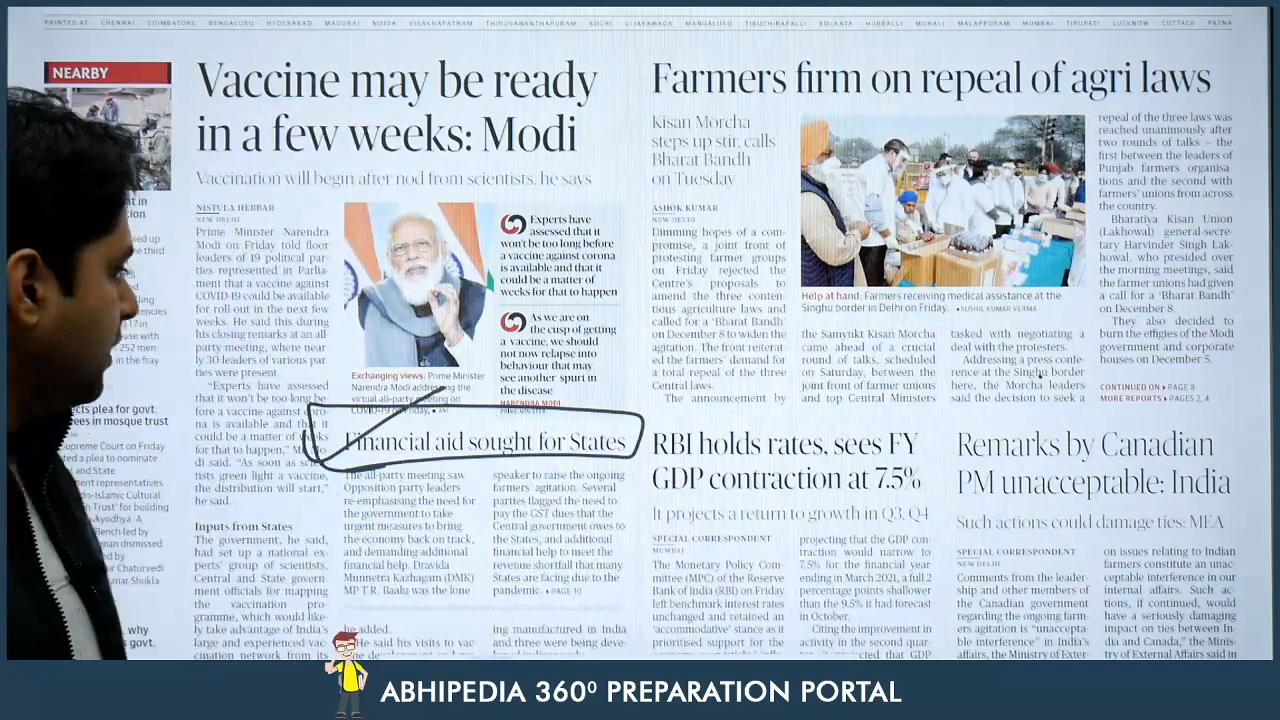 PRINTED AT CHENNAI COIMBATORE BENGALURU HYDERABAD MADURAI NOIDA VISAKHAPATNAM THIRUVANANTHAPURAM KOCHI VIJAYAWADA MANGALURU TIRUCHIRAPALLI KOLKATA HUBBALLI MOHALI MALAPPURAM MUMBAI TIRUPATI LUCKNOW CUTTACK PATNA
NEARBY
Vaccine may be ready
in a few weeks: Modi
Vaccination will begin after nod from scientists, he says
NISTULA HEBBAR
NEW DELHI
Prime Minister Narendra
Modi on Friday told floor
leaders of 19 political par-
ties represented in Parlia-
ment that a vaccine against
COVID-19 could be available
for roll-out in the next few
weeks. He said this during
his closing remarks at an all-
party meeting, where near-
ly 30 leaders of various par-
ties were present.
"Experts have assessed
that it won't be too long be-
fore a vaccine against coro-
na is available and that it
could be a matter of weeks
for that to happen," Mr. Mo-
di said. "As soon as scien-
tists green light a vaccine,
the distribution will start,"
he said.
Inputs from States
The government, he said,
had set up a national ex-
perts' group of scientists,
Central and State govern-
ment officials for mapping
the vaccination pro-
gramme, which would like-
ly take advantage of India's
large and experienced vac-
cination network from its
Exchanging views: Prime Minister
Narendra Modi addressing the
virtual all-party meeting on
COVID-19 on Friday. • ANI
Experts have
assessed that it
won't be too long before
a vaccine against corona
is available and that it
could be a matter of
weeks for that to happen
As we are on
the cusp of getting
a vaccine, we should
not now relapse into
behaviour that may
see another spurt in
the disease
NARENDRA MODI
PRIME MINISTER
Financial aid sought for States
The all-party meeting saw
Opposition party leaders
re-emphasising the need for
the government to take
urgent measures to bring
the economy back on track,
and demanding additional
financial help. Dravida
Munnetra Kazhagam (DMK)
MP T.R. Baalu was the lone
speaker to raise the ongoing
farmers' agitation. Several
parties flagged the need to
pay the GST dues that the
Central government owes to
the States, and additional
financial help to meet the
revenue shortfall that many
States are facing due to the
pandemic. • PAGE 10
he added.
He said his visits to vac-
ing manufactured in India
and three were being deve-
Farmers firm on repeal of agri laws
Kisan Morcha
steps up stir, calls
Bharat Bandh
on Tuesday
ASHOK KUMAR
NEW DELHI
Dimming hopes of a com-
promise, a joint front of
protesting farmer groups
on Friday rejected the
Centre's proposals to
amend the three conten-
tious agriculture laws and
called for a 'Bharat Bandh'
on December 8 to widen the
agitation. The front reiterat-
ed the farmers' demand for
a total repeal of the three
Central laws.
The announcement by
Help at hand: Farmers receiving medical assistance at the
Singhu border in Delhi on Friday. • SUSHIL KUMAR VERMA
the Samyukt Kisan Morcha
came ahead of a crucial
round of talks, scheduled
on Saturday, between the
joint front of farmer unions
and top Central Ministers
tasked with negotiating a
deal with the protesters.
Addressing a press confe-
rence at the Singhu border
here, the Morcha leaders
said the decision to seek a
repeal of the three laws was
reached unanimously after
two rounds of talks – the
first between the leaders of
Punjab farmers organisa-
tions and the second with
farmers' unions from across
the country.
Bharatiya Kisan Union
(Lakhowal) general-secre-
tary Harvinder Singh Lak-
howal, who presided over
the morning meetings, said
the farmer unions had given
a call for a 'Bharat Bandh'
on December 8.
They also decided to
burn the effigies of the Modi
government and corporate
houses on December 5.
CONTINUED ON ▸ PAGE 8
MORE REPORTS ▸ PAGES 2, 4
RBI holds rates, sees FY
GDP contraction at 7.5%
It projects a return to growth in Q3, Q4
SPECIAL CORRESPONDENT
MUMBAI
The Monetary Policy Com-
mittee (MPC) of the Reserve
Bank of India (RBI) on Friday
left benchmark interest rates
unchanged and retained an
'accommodative' stance as it
prioritised support for the
projecting that the GDP con-
traction would narrow to
7.5% for the financial year
ending in March 2021, a full 2
percentage points shallower
than the 9.5% it had forecast
in October.
Citing the improvement in
activity in the second quar-
Remarks by Canadian
PM unacceptable: India
Such actions could damage ties: MEA
SPECIAL CORRESPONDENT
NEW DELHI
Comments from the leader-
ship and other members of
the Canadian government
regarding the ongoing farm-
ers agitation is "unaccepta-
ble interference" in India's
affairs, the Ministry of Exter-
on issues relating to Indian
farmers constitute an unac-
ceptable interference in our
internal affairs. Such ac-
tions, if continued, would
have a seriously damaging
impact on ties between In-
dia and Canada," the Minis-
try of External Affairs said in
ABHIPEDIA 360⁰ PREPARATION PORTAL